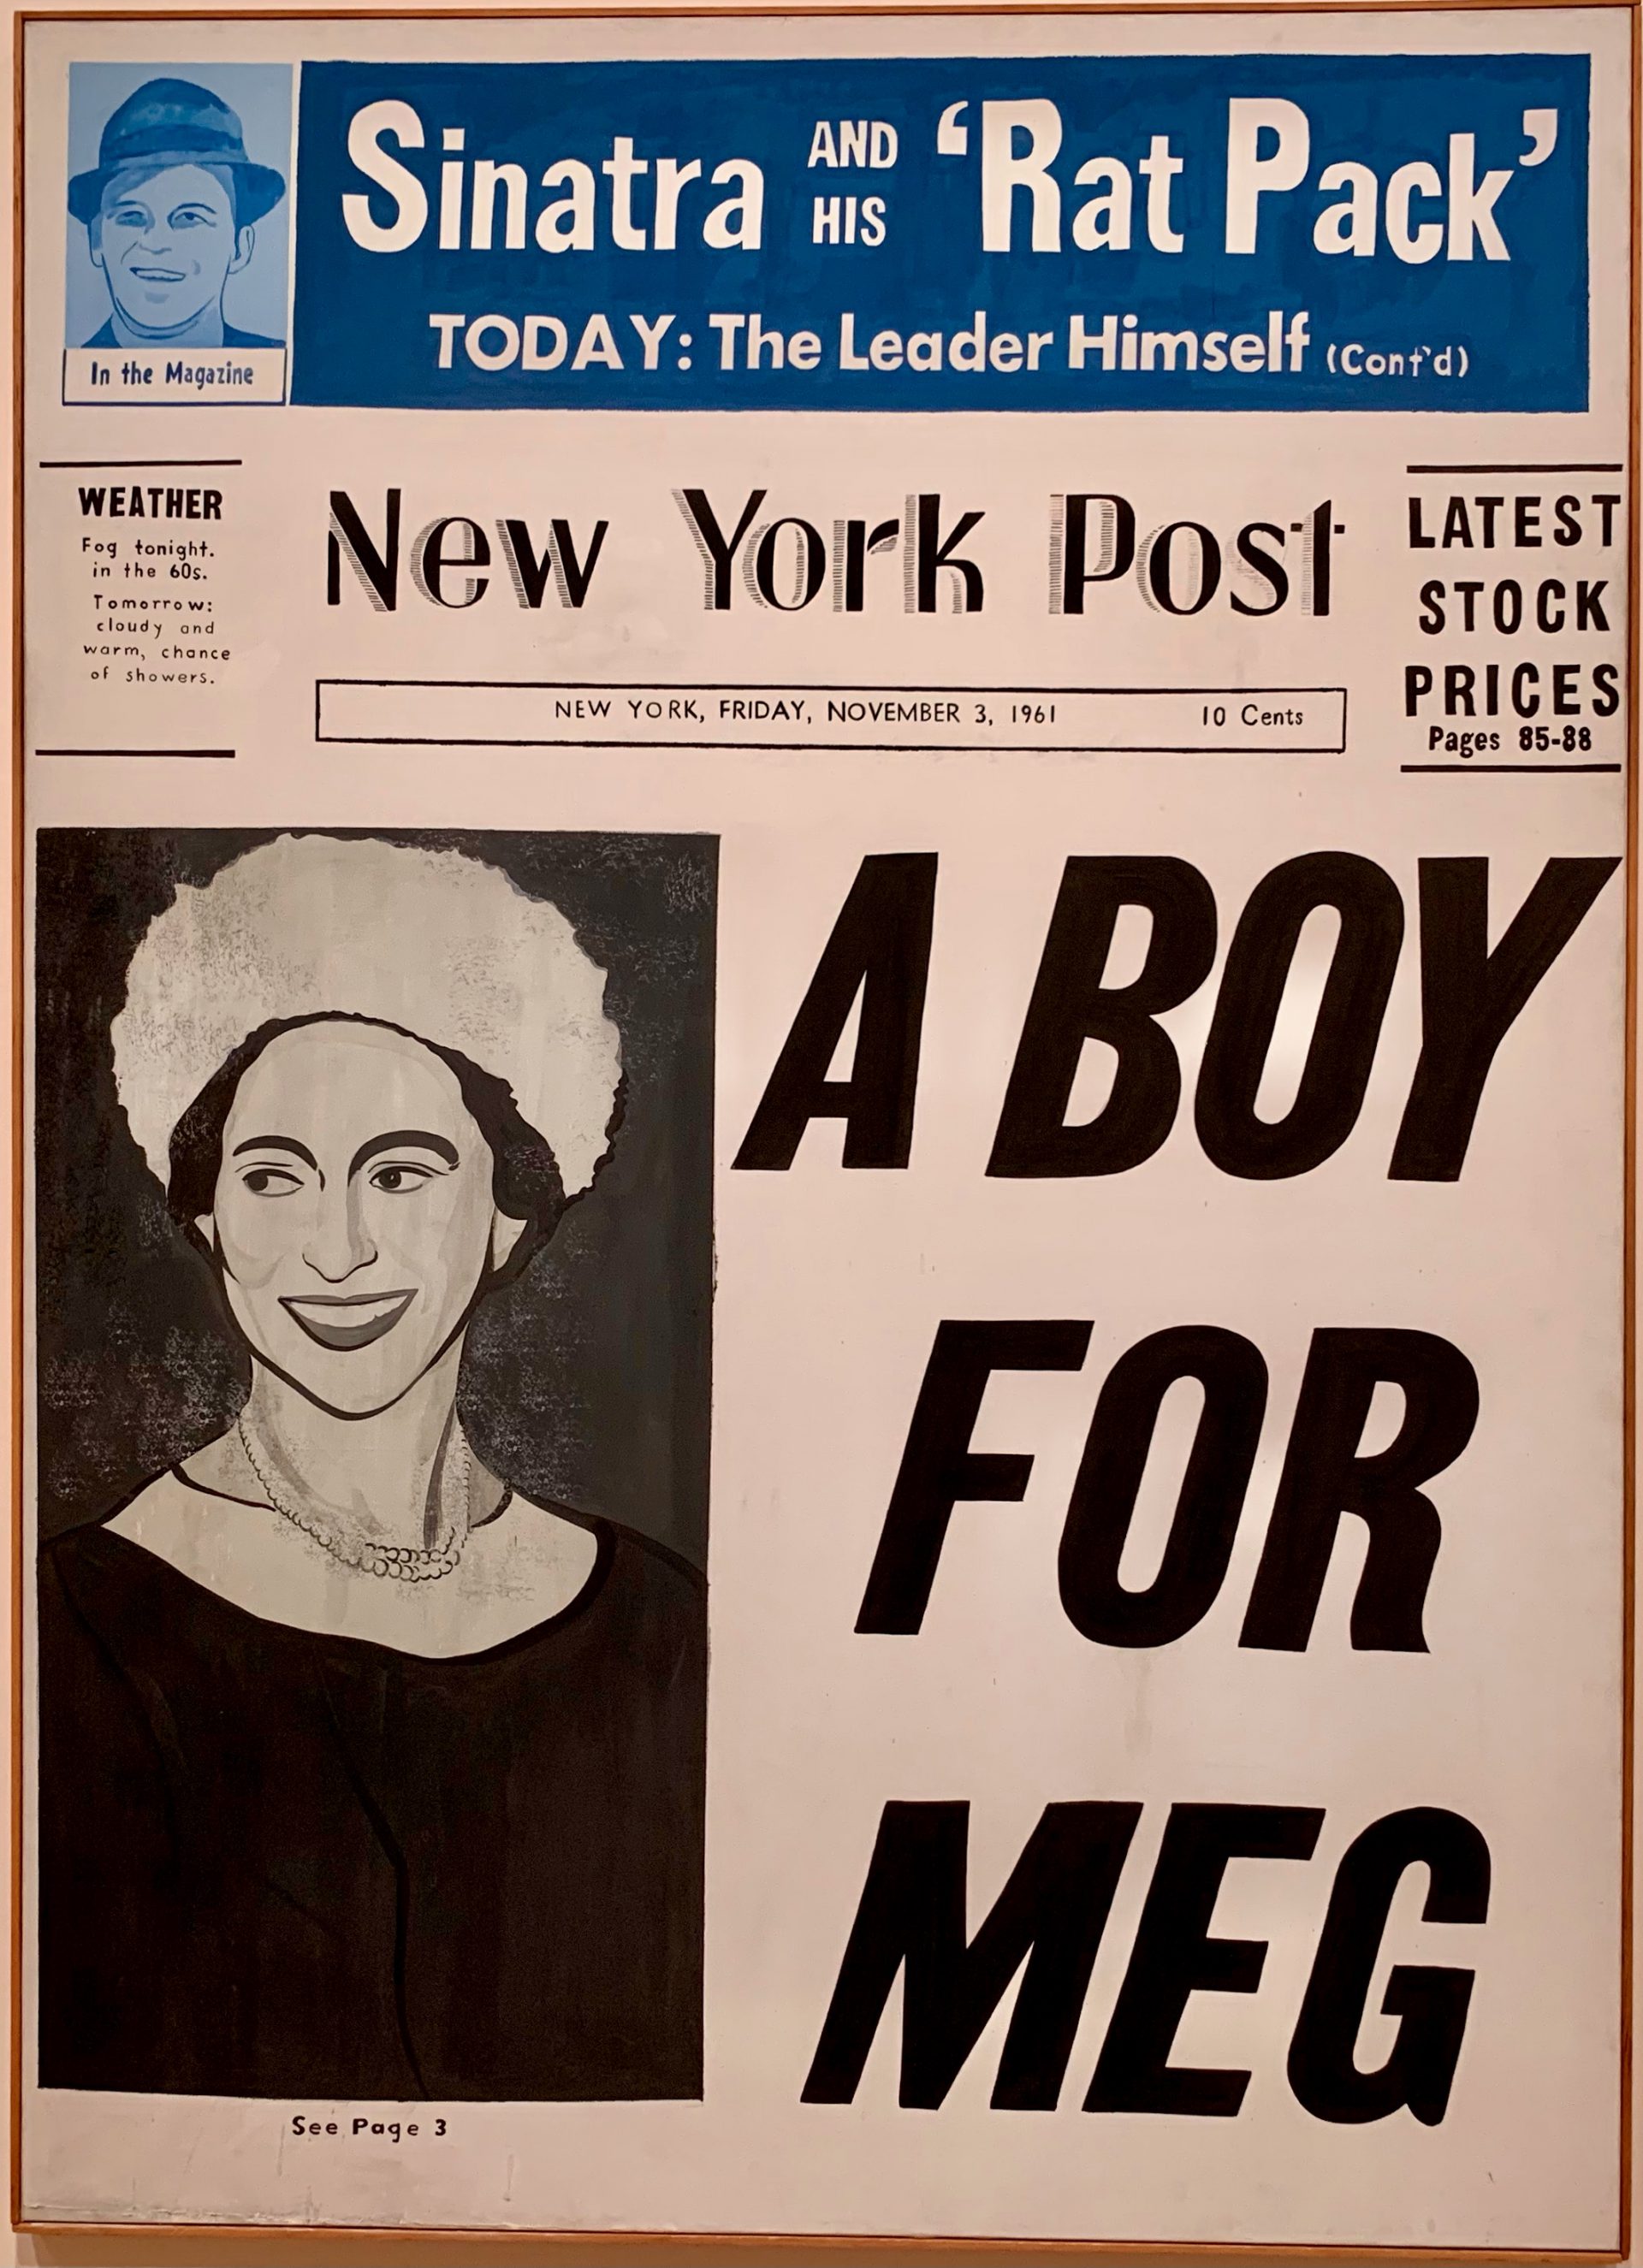 Sinatra AND HIS ‘Rat Pack’
TODAY: The Leader Himself (Cont'd)
In the Magazine
WEATHER
Fog tonight.
in the 60s.
Tomorrow:
cloudy and
warm, chance
of showers.
New York Post
NEW YORK, FRIDAY, NOVEMBER 3, 1961 10 Cents
LATEST
STOCK
PRICES
Pages 85-88
A BOY
FOR
MEG
See Page 3